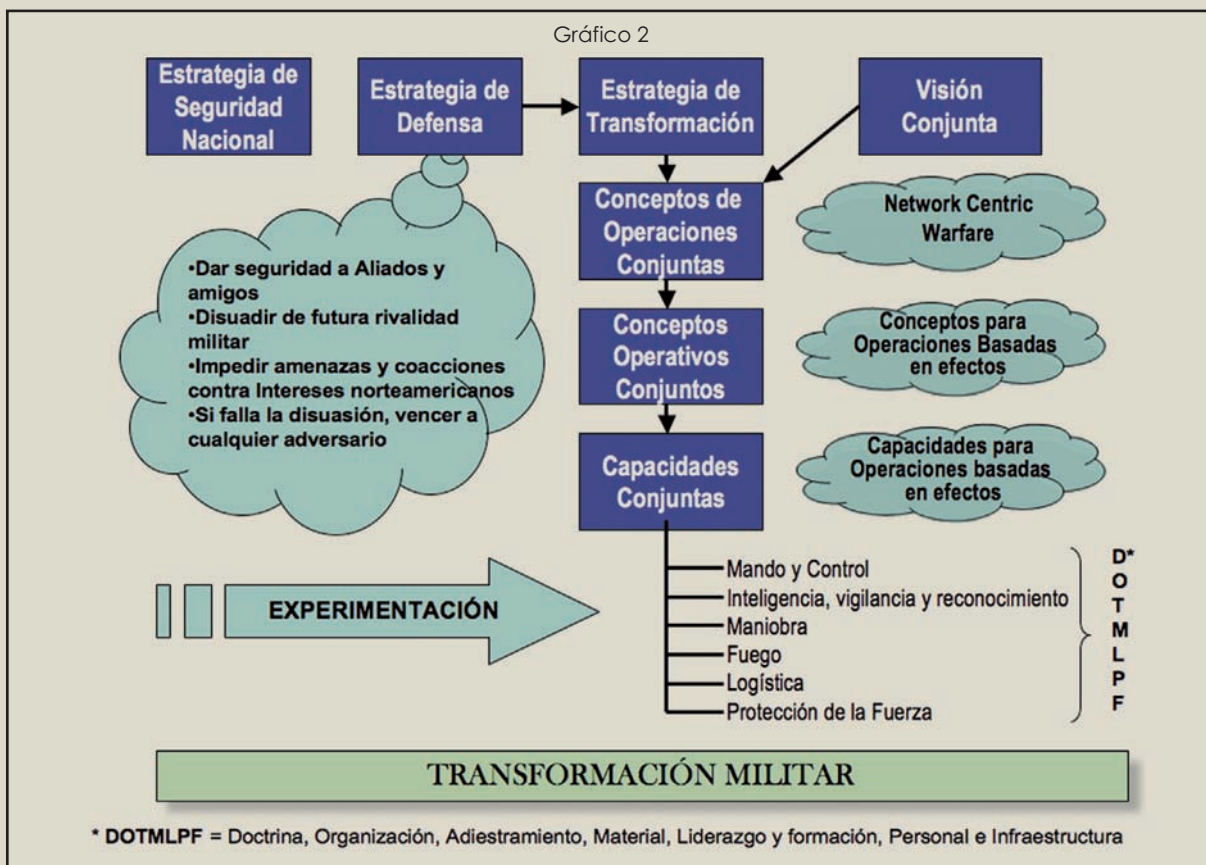 Gráfico 2
Estrategia de
Seguridad
Nacional
Estrategia de
Defensa
Estrategia de
Transformación
Visión
Conjunta
Conceptos de
Operaciones
Conjuntas
Network Centric
Warfare
•Dar seguridad a Aliados y
amigos
•Disuadir de futura rivalidad
militar
•Impedir amenazas y coacciones
contra Intereses norteamericanos
•Si falla la disuasión, vencer a
cualquier adversario
Conceptos
Operativos
Conjuntos
Conceptos para
Operaciones Basadas
en efectos
Capacidades
Conjuntas
Capacidades para
Operaciones basadas
en efectos
EXPERIMENTACIÓN
Mando y Control
Inteligencia, vigilancia y reconocimiento
Maniobra
Fuego
Logística
Protección de la Fuerza
D*
O
T
M
L
P
F
TRANSFORMACIÓN MILITAR
* DOTMLPF = Doctrina, Organización, Adiestramiento, Material, Liderazgo y formación, Personal e Infraestructura